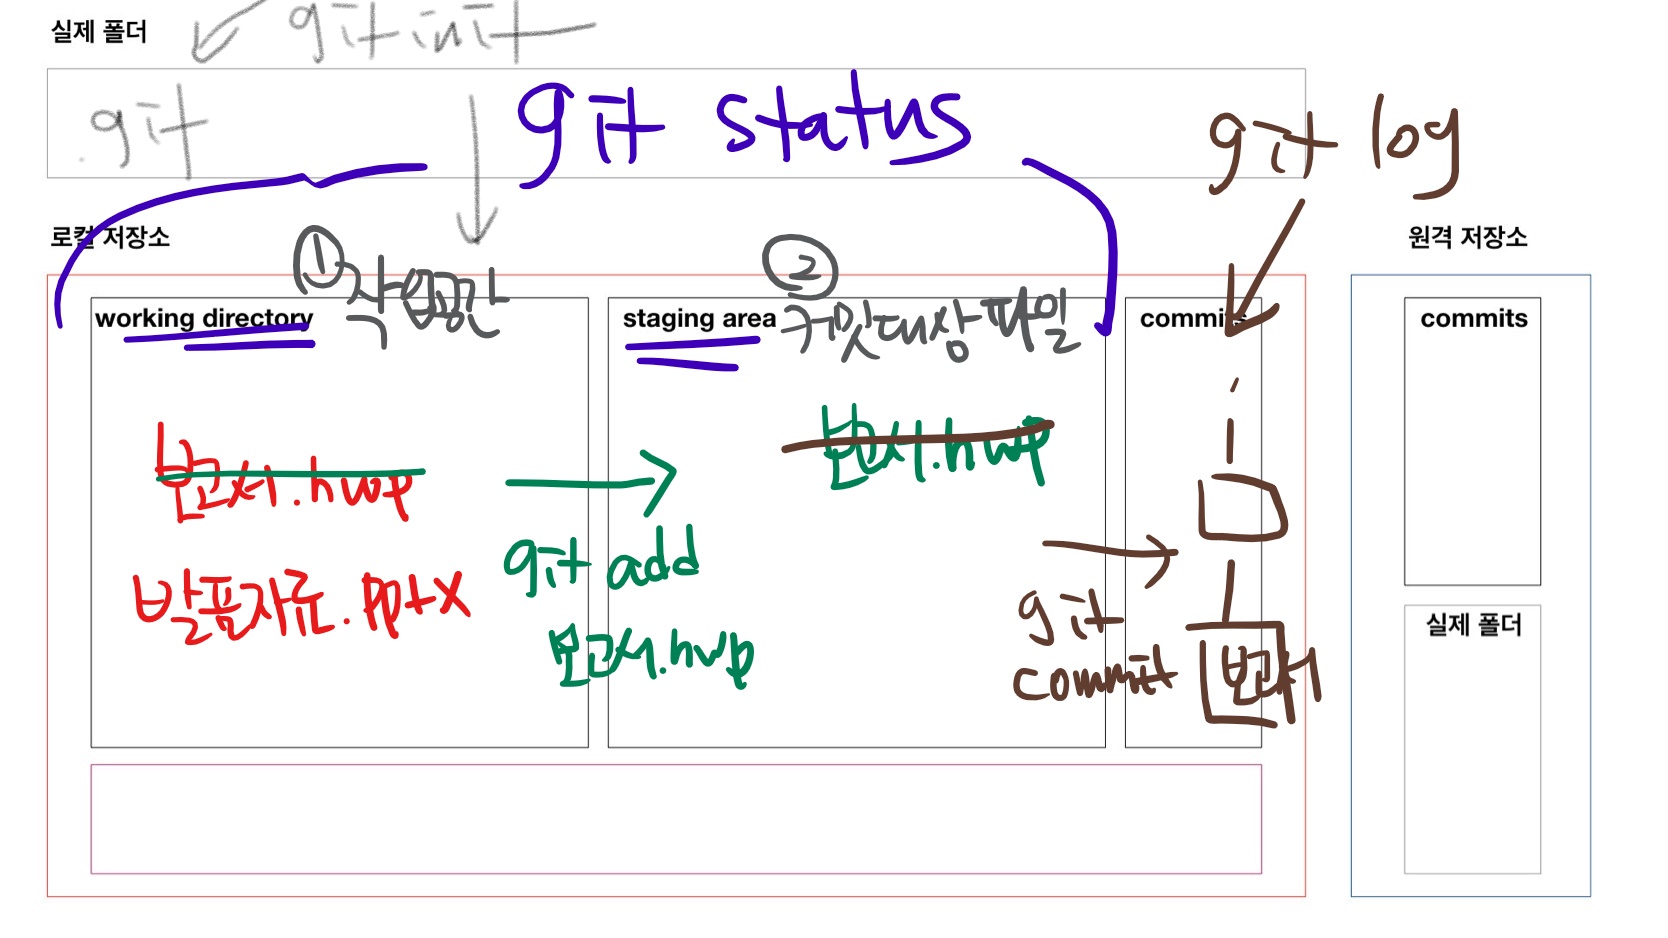 실제 폴더
git init
.git
git status
git log
로컬 저장소
원격 저장소
① 작업공간
② 커밋대상파일
working directory
staging area
commits
commits
보고서.hwp
보고서.hwp
git add
보고서.hwp
발표자료.pptx
git
commit
보고서
실제 폴더